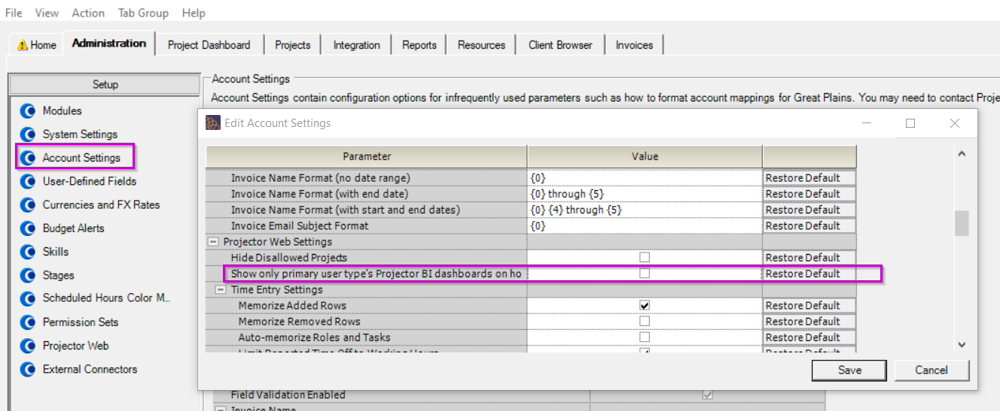 File View Action Tab Group Help
Home Administration Project Dashboard Projects Integration Reports Resources Client Browser Invoices
Setup
Modules
System Settings
Account Settings
User-Defined Fields
Currencies and FX Rates
Budget Alerts
Skills
Stages
Scheduled Hours Color M...
Permission Sets
Projector Web
External Connectors
Account Settings
Account Settings contain configuration options for infrequently used parameters such as how to format account mappings for Great Plains. You may need to contact Proje
Edit Account Settings
Parameter Value
Invoice Name Format (no date range) {0} Restore Default
Invoice Name Format (with end date) {0} through {5} Restore Default
Invoice Name Format (with start and end dates) {0} {4} through {5} Restore Default
Invoice Email Subject Format {0} Restore Default
Projector Web Settings
Hide Disallowed Projects Restore Default
Show only primary user type's Projector BI dashboards on ho Restore Default
Time Entry Settings
Memorize Added Rows Restore Default
Memorize Removed Rows Restore Default
Auto-memorize Roles and Tasks Restore Default
Limit Reported Time Off to Working Hours Restore Default
Save Cancel
Field Validation Enabled
Invoice Name